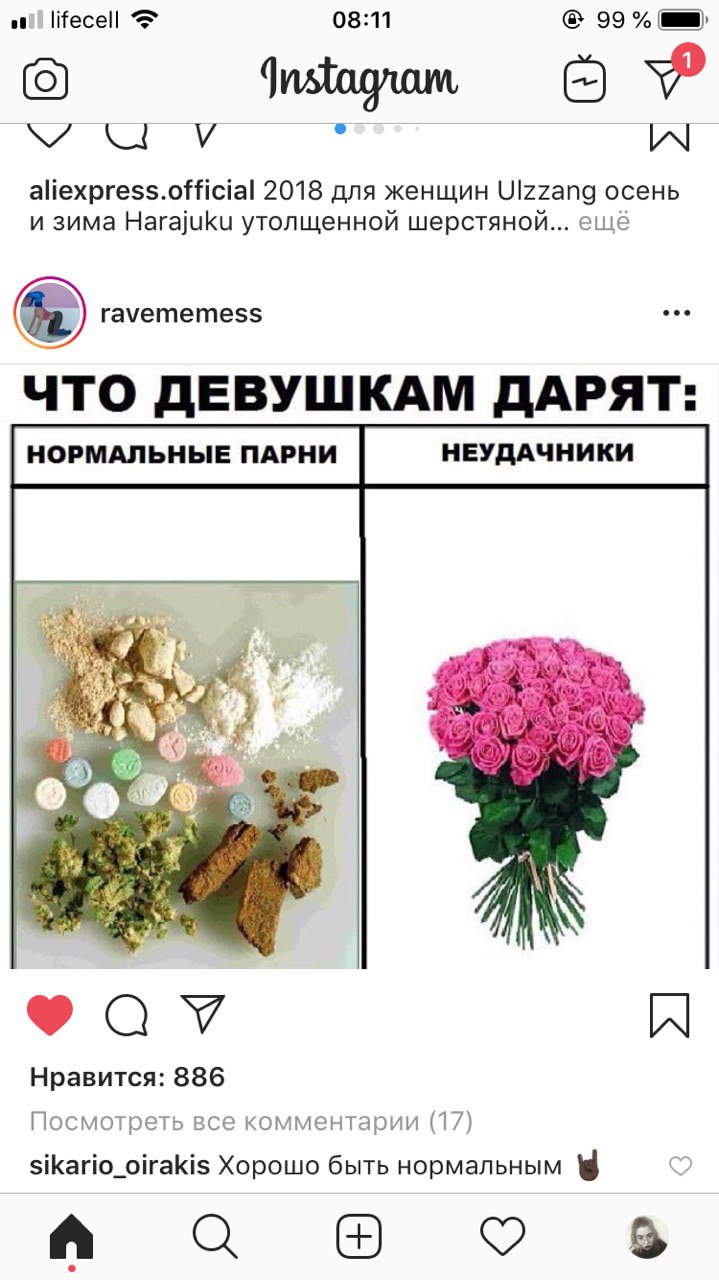 lifecell 08:11 99 %
Instagram 1
aliexpress.official 2018 для женщин Ulzzang осень
и зима Harajuku утолщенной шерстяной... ещё
ravememess
ЧТО ДЕВУШКАМ ДАРЯТ:
НОРМАЛЬНЫЕ ПАРНИ НЕУДАЧНИКИ
Нравится: 886
Посмотреть все комментарии (17)
sikario_oirakis Хорошо быть нормальным 🤘🏿